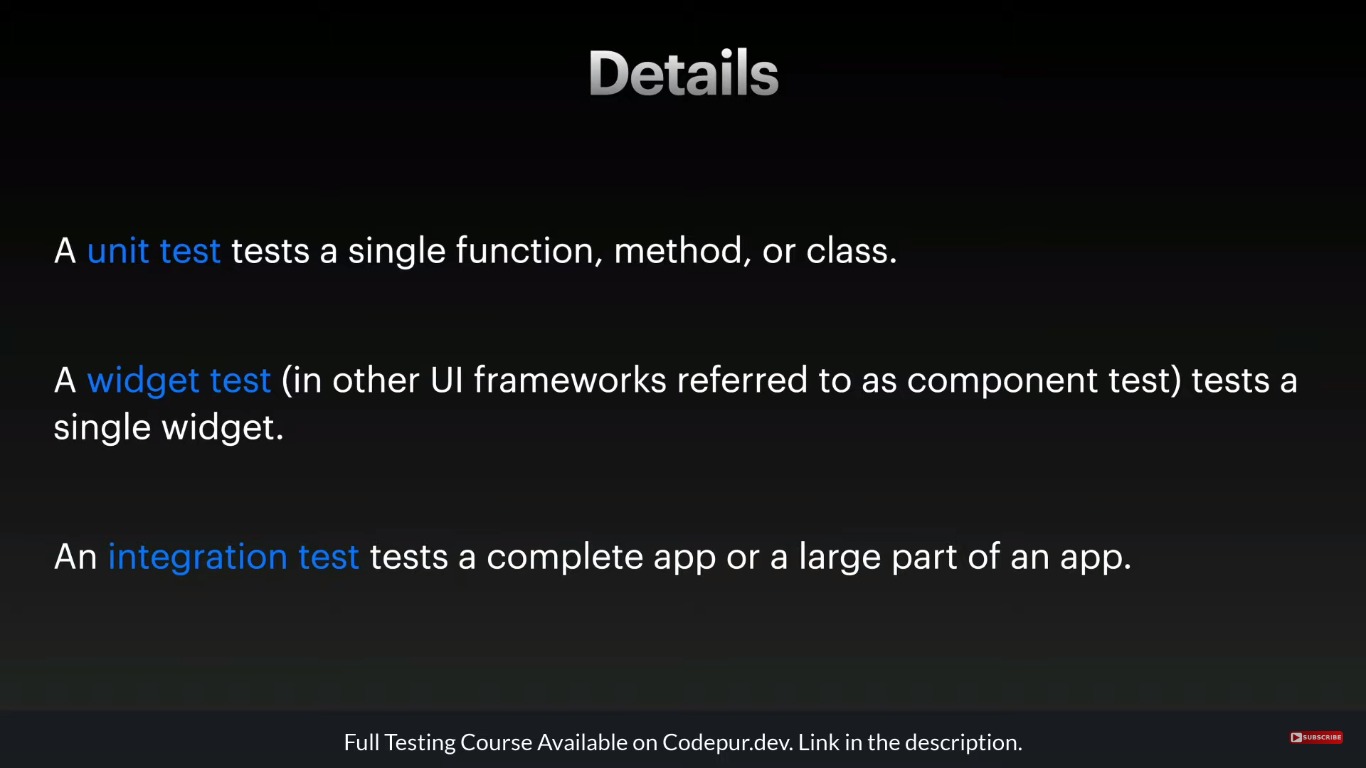 Details
A unit test tests a single function, method, or class.
A widget test (in other UI frameworks referred to as component test) tests a
single widget.
An integration test tests a complete app or a large part of an app.
Full Testing Course Available on Codepur.dev. Link in the description.
SUBSCRIBE